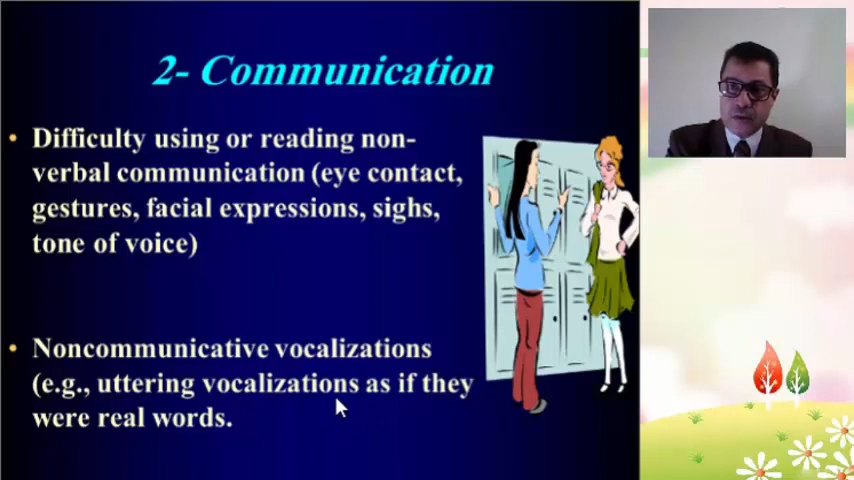 2- Communication
• Difficulty using or reading non-
verbal communication (eye contact,
gestures, facial expressions, sighs,
tone of voice)
• Noncommunicative vocalizations
(e.g., uttering vocalizations as if they
were real words.